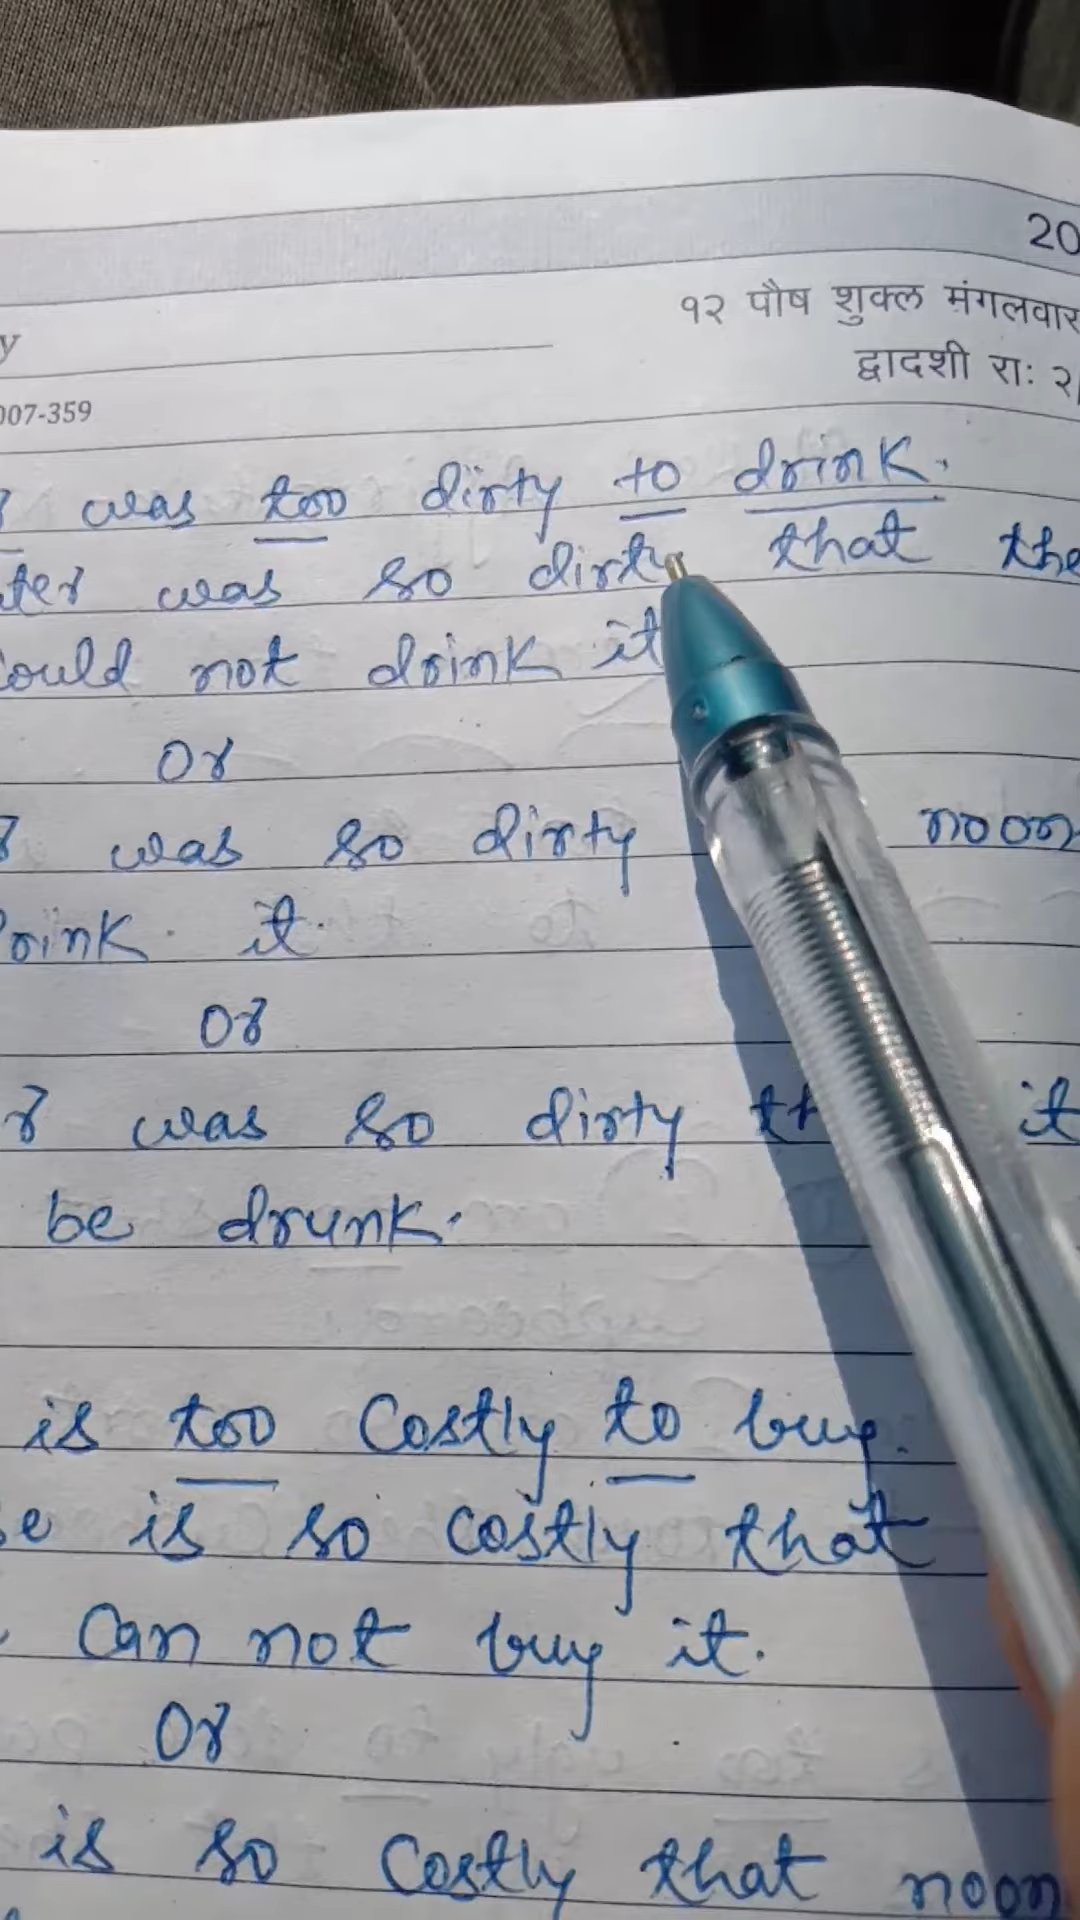 20
१२ पौष शुक्ल मंगलवार
y
द्वादशी राः २
007-359
was too dirty to drink.
ter was so dirty that the
ould not drink it
Or
was so dirty noon
rink it.
Or
r was so dirty it
be drunk.
is too Costly to buy.
e is so costly that
Can not buy it.
Or
is so Costly that noon